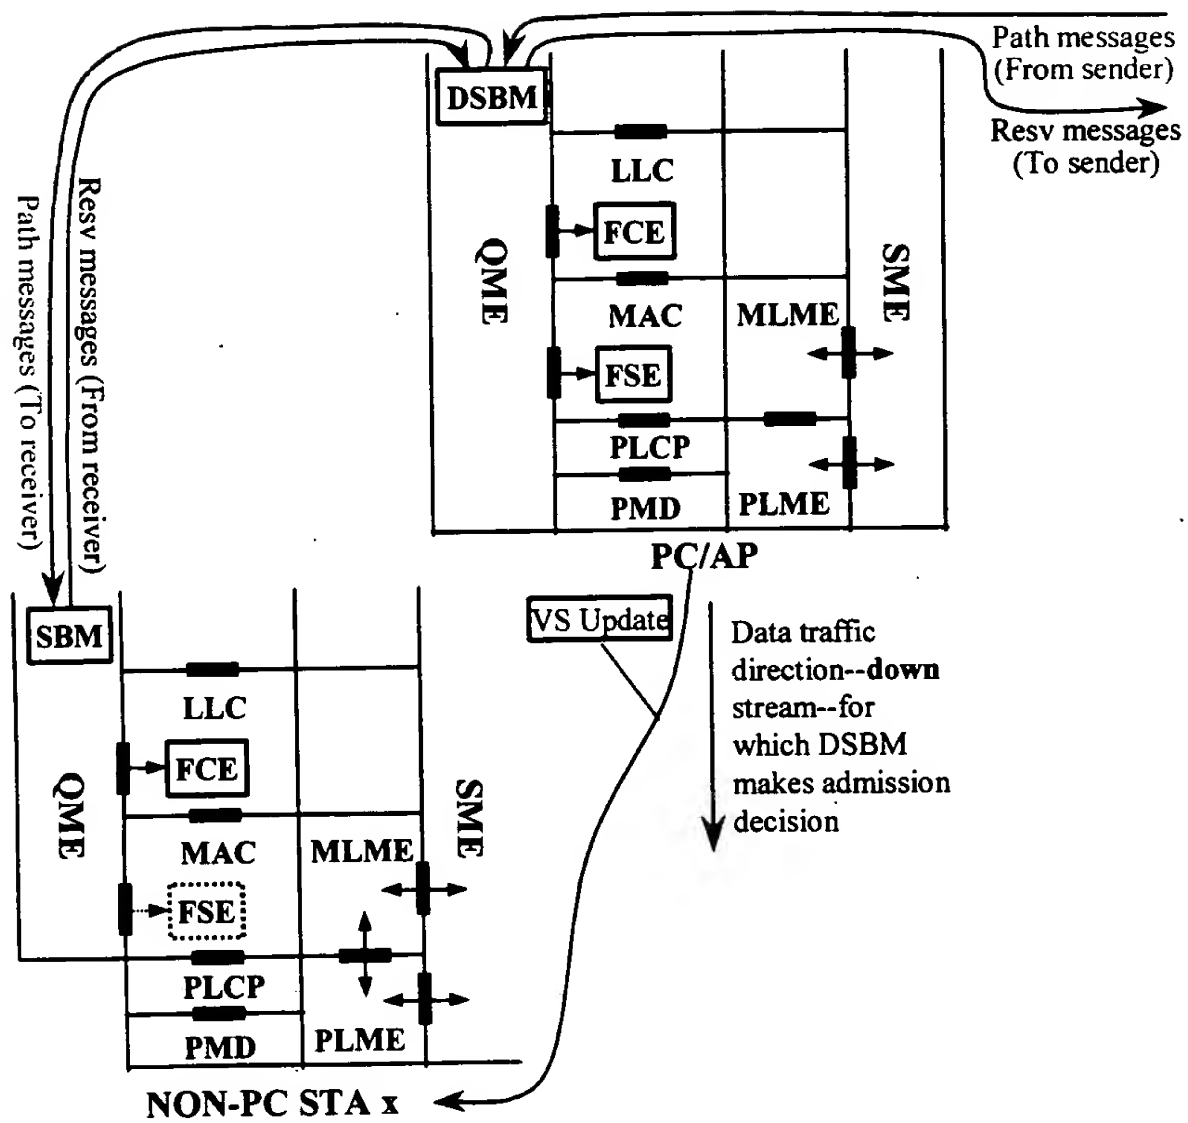 Path messages
(From sender)
DSBM
Resv messages
(To sender)
LLC
FCE
QME
SME
MAC
MLME
FSE
PLCP
PMD
PLME
PC/AP
Path messages (To receiver)
Resv messages (From receiver)
SBM
VS Update
Data traffic
direction--down
stream--for
which DSBM
makes admission
decision
LLC
FCE
QME
SME
MAC
MLME
FSE
PLCP
PMD
PLME
NON-PC STA x